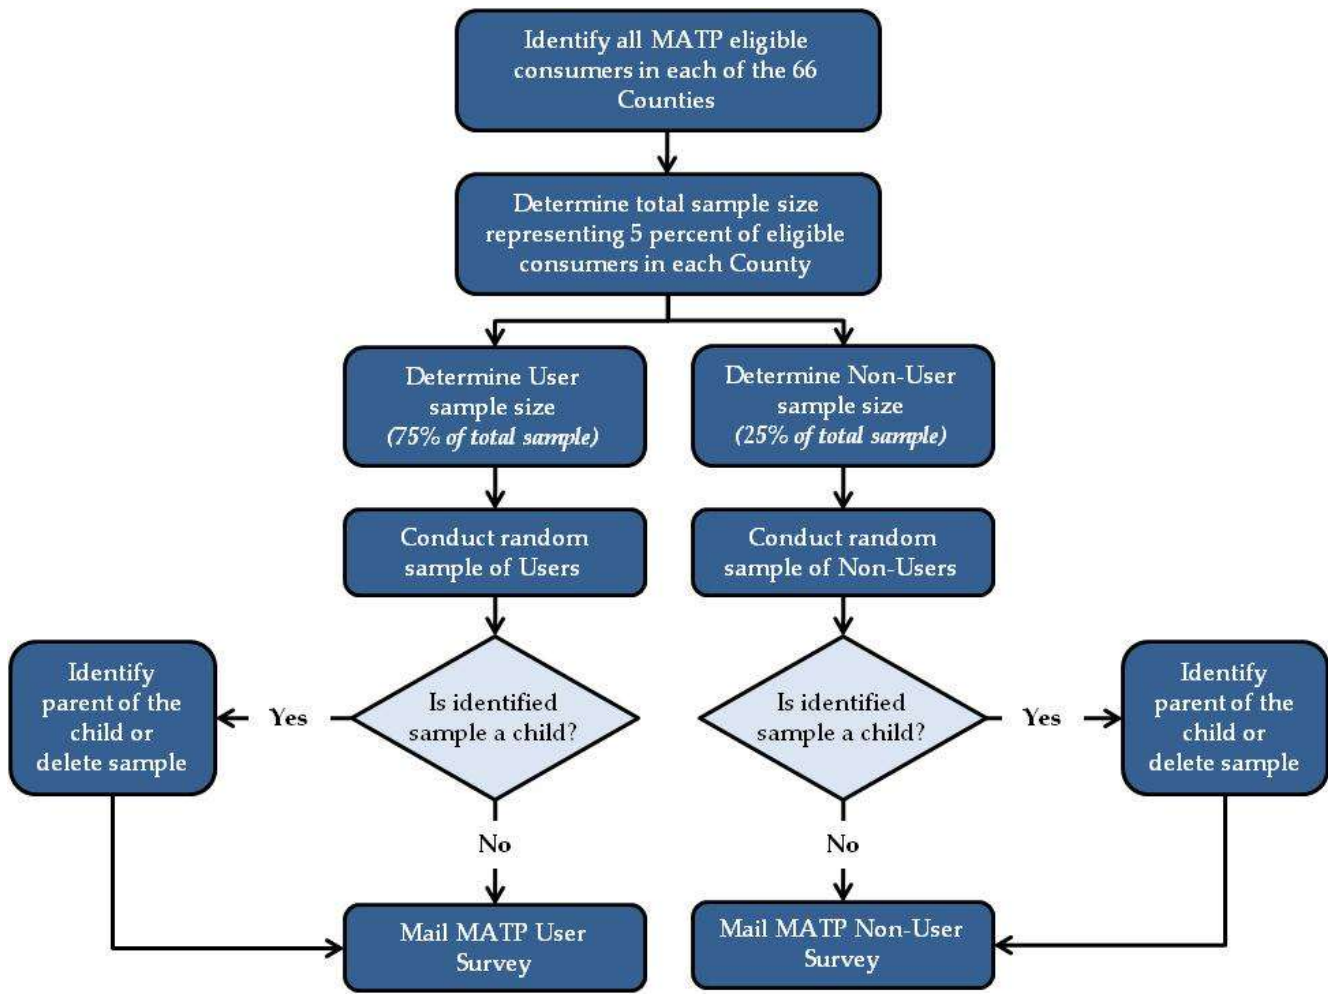 Identify all MATP eligible
consumers in each of the 66
Counties
Determine total sample size
representing 5 percent of eligible
consumers in each County
Determine User
sample size
(75% of total sample)
Determine Non-User
sample size
(25% of total sample)
Conduct random
sample of Users
Conduct random
sample of Non-Users
Identify
parent of the
child or
delete sample
Yes
Is identified
sample a child?
Is identified
sample a child?
Yes
Identify
parent of the
child or
delete sample
No
No
Mail MATP User
Survey
Mail MATP Non-User
Survey